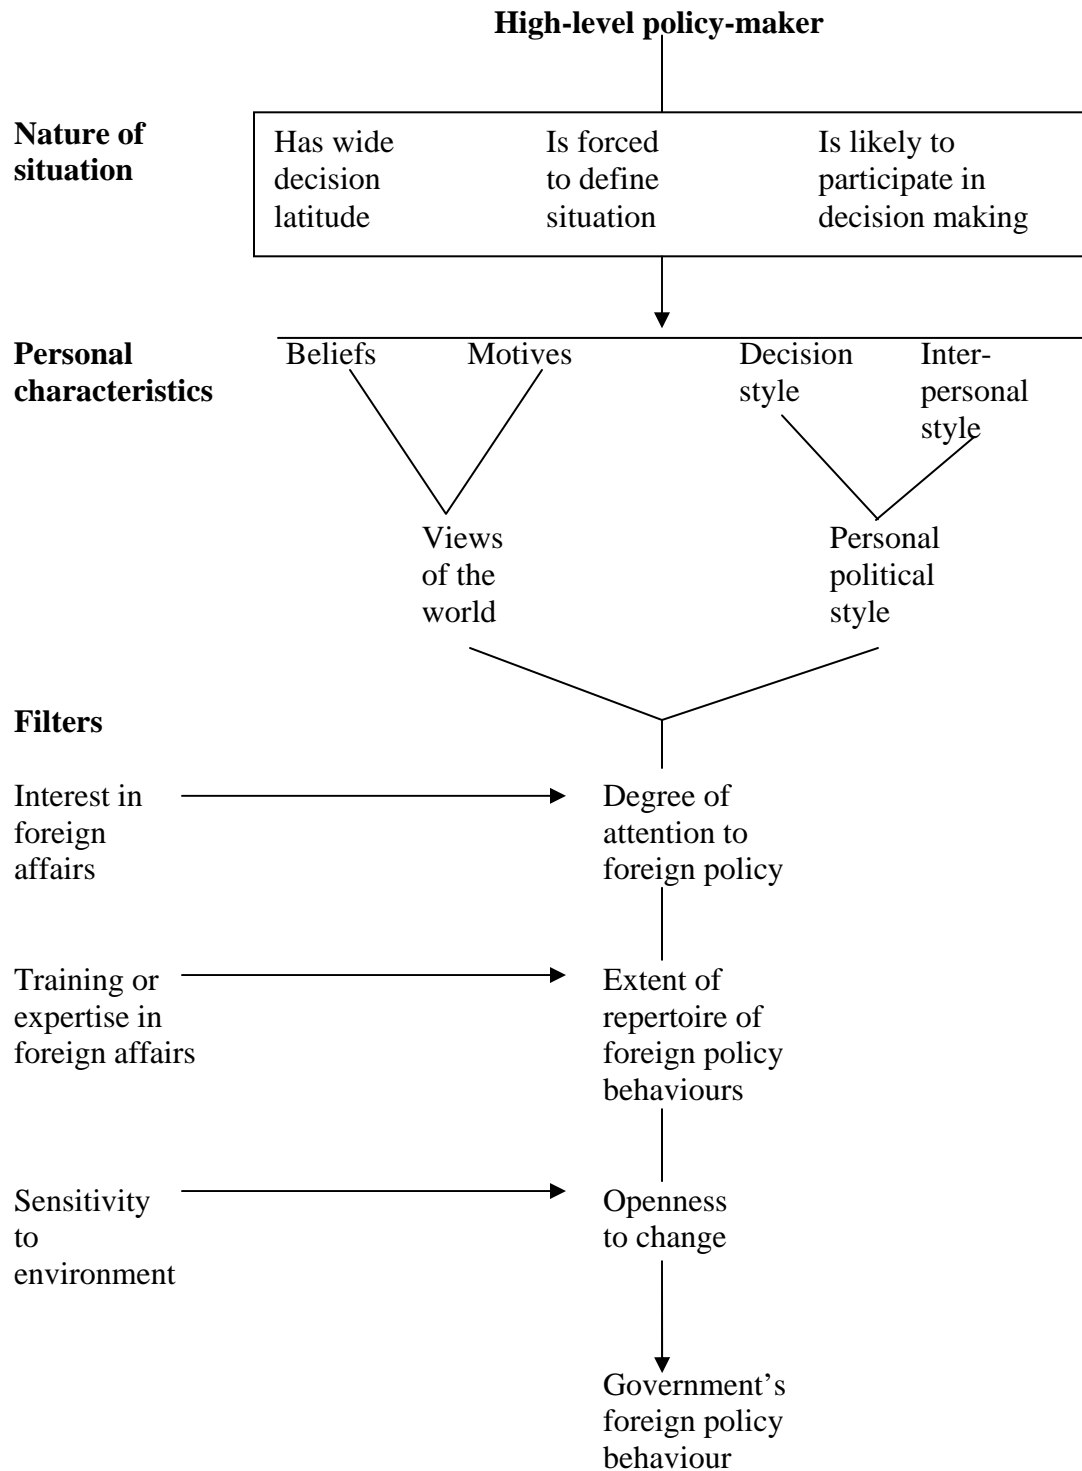 High-level policy-maker
Nature of
situation
Has wide
decision
latitude
Is forced
to define
situation
Is likely to
participate in
decision making
Personal
characteristics
Beliefs
Motives
Decision
style
Inter-
personal
style
Views
of the
world
Personal
political
style
Filters
Interest in
foreign
affairs
Degree of
attention to
foreign policy
Training or
expertise in
foreign affairs
Extent of
repertoire of
foreign policy
behaviours
Sensitivity
to
environment
Openness
to change
Government’s
foreign policy
behaviour